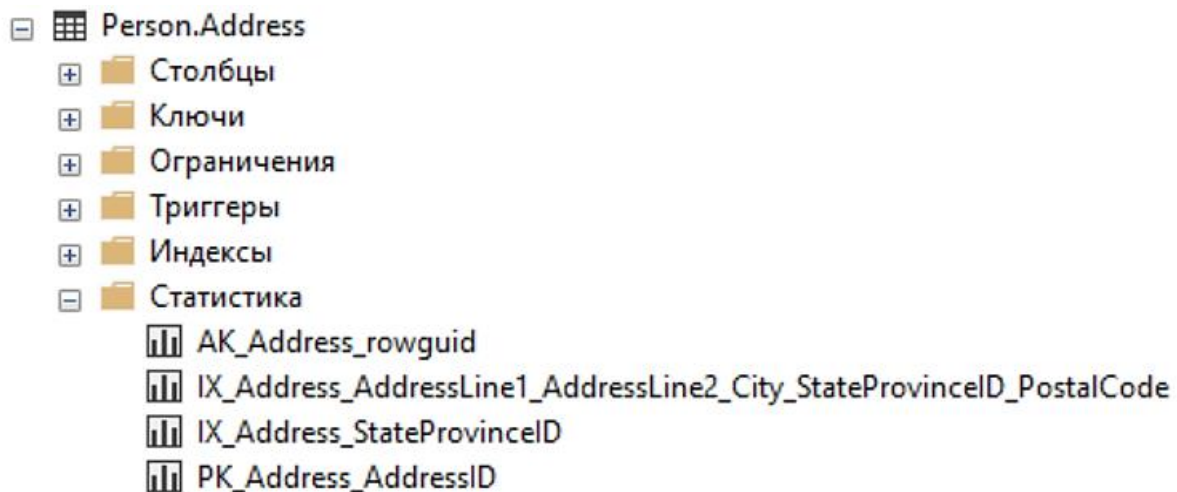 Person.Address
Столбцы
Ключи
Ограничения
Триггеры
Индексы
Статистика
AK_Address_rowguid
IX_Address_AddressLine1_AddressLine2_City_StateProvinceID_PostalCode
IX_Address_StateProvinceID
PK_Address_AddressID